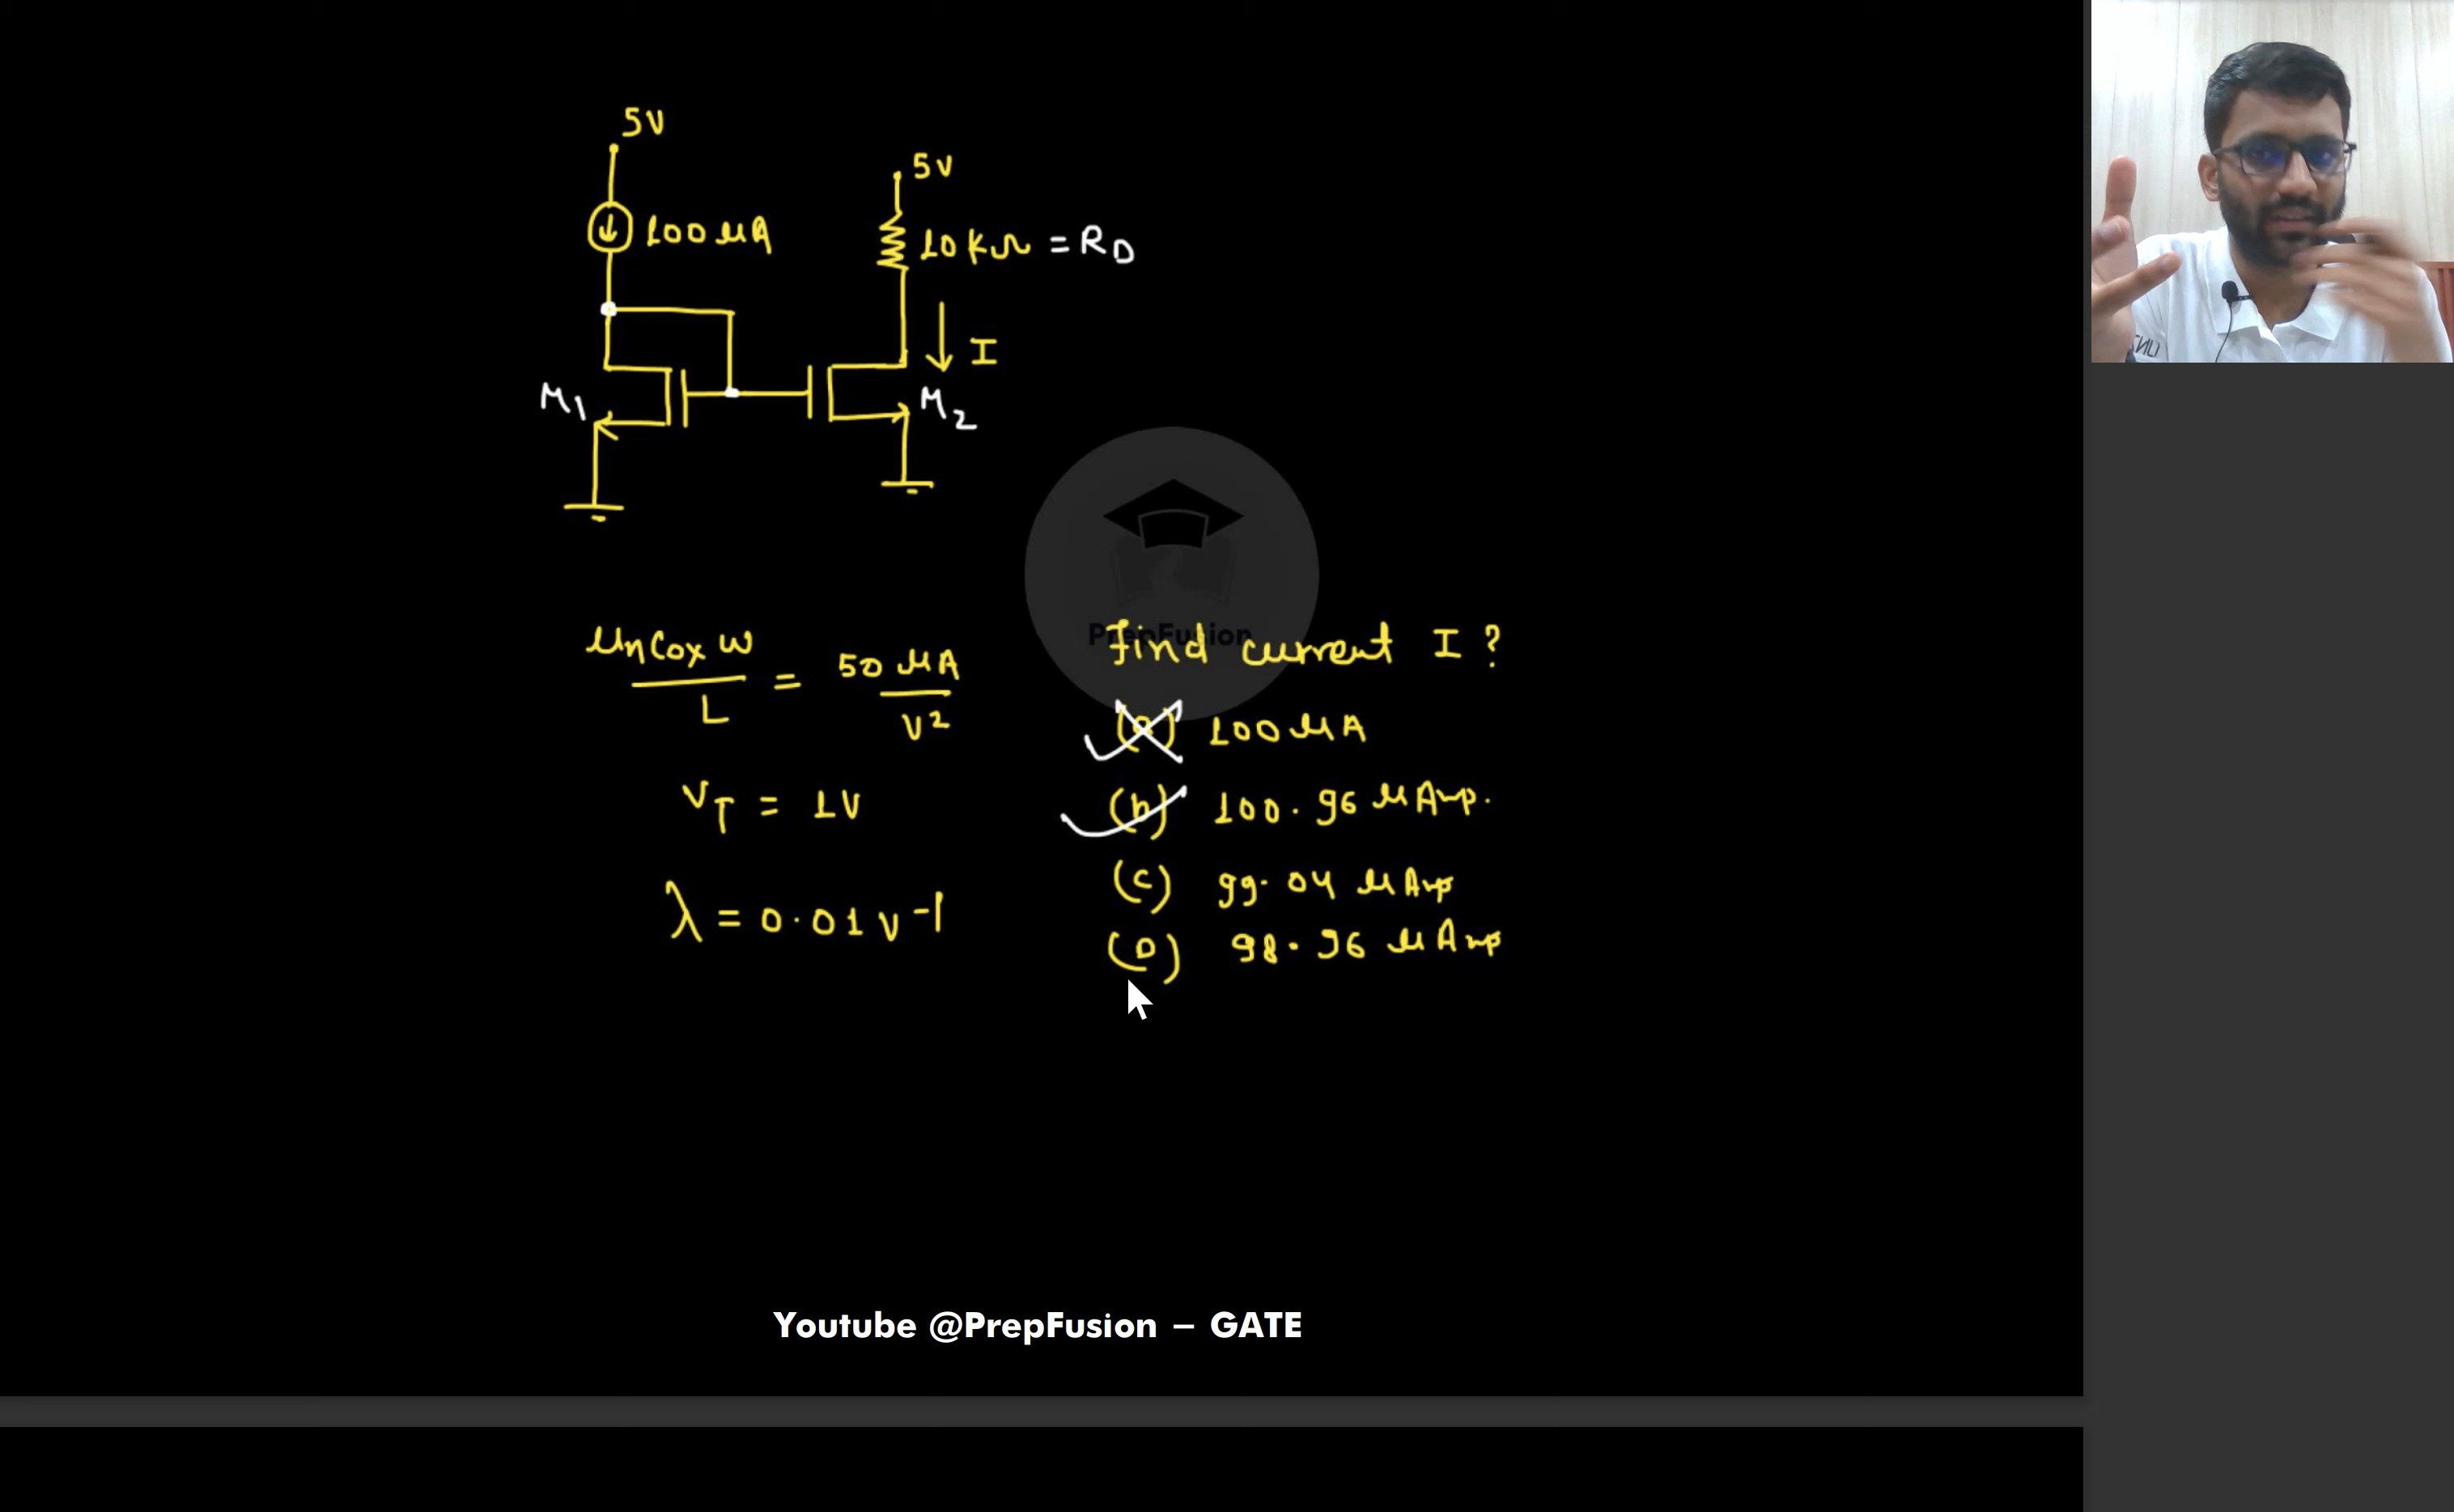 5V
5V
100 μA
10 KΩ = RD
I
M1
M2
μnCox W
L
= 50 μA
V²
PrepFusion
Find current I ?
(a) 100 μA
VT = 1V
(b) 100.96 μAmp.
(c) 99.04 μAmp
λ = 0.01 V⁻¹
(D) 98.96 μAmp
Youtube @PrepFusion – GATE